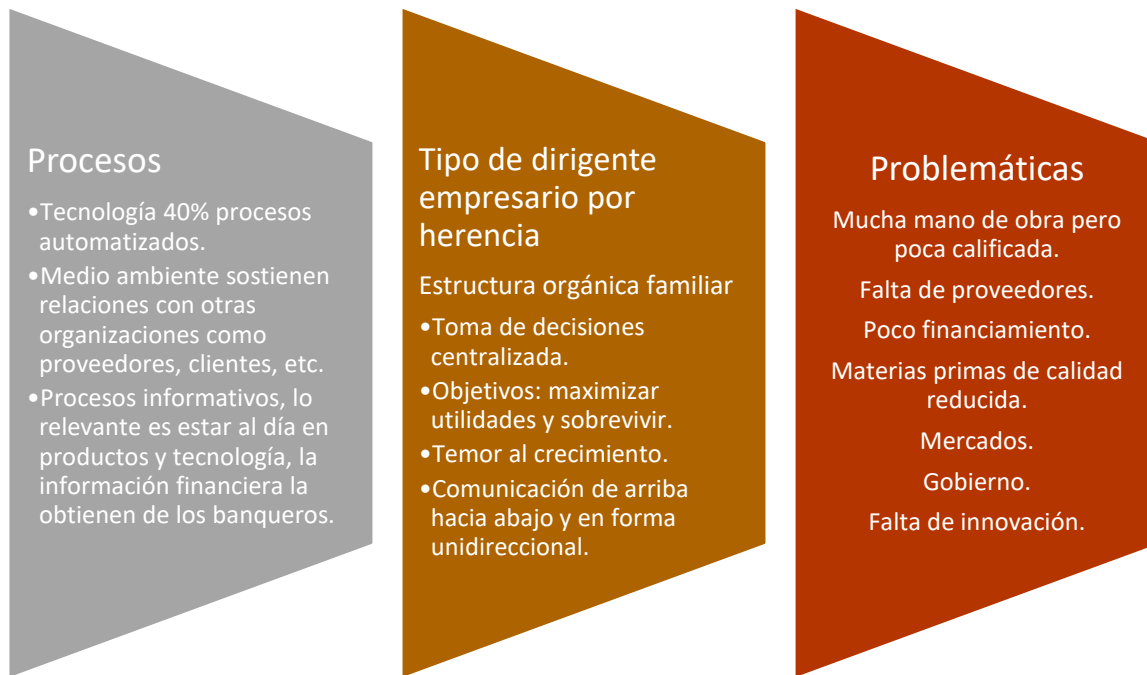 Procesos
•Tecnología 40% procesos
automatizados.
•Medio ambiente sostienen
relaciones con otras
organizaciones como
proveedores, clientes, etc.
•Procesos informativos, lo
relevante es estar al día en
productos y tecnología, la
información financiera la
obtienen de los banqueros.
Tipo de dirigente
empresario por
herencia
Estructura orgánica familiar
•Toma de decisiones
centralizada.
•Objetivos: maximizar
utilidades y sobrevivir.
•Temor al crecimiento.
•Comunicación de arriba
hacia abajo y en forma
unidireccional.
Problemáticas
Mucha mano de obra pero
poca calificada.
Falta de proveedores.
Poco financiamiento.
Materias primas de calidad
reducida.
Mercados.
Gobierno.
Falta de innovación.